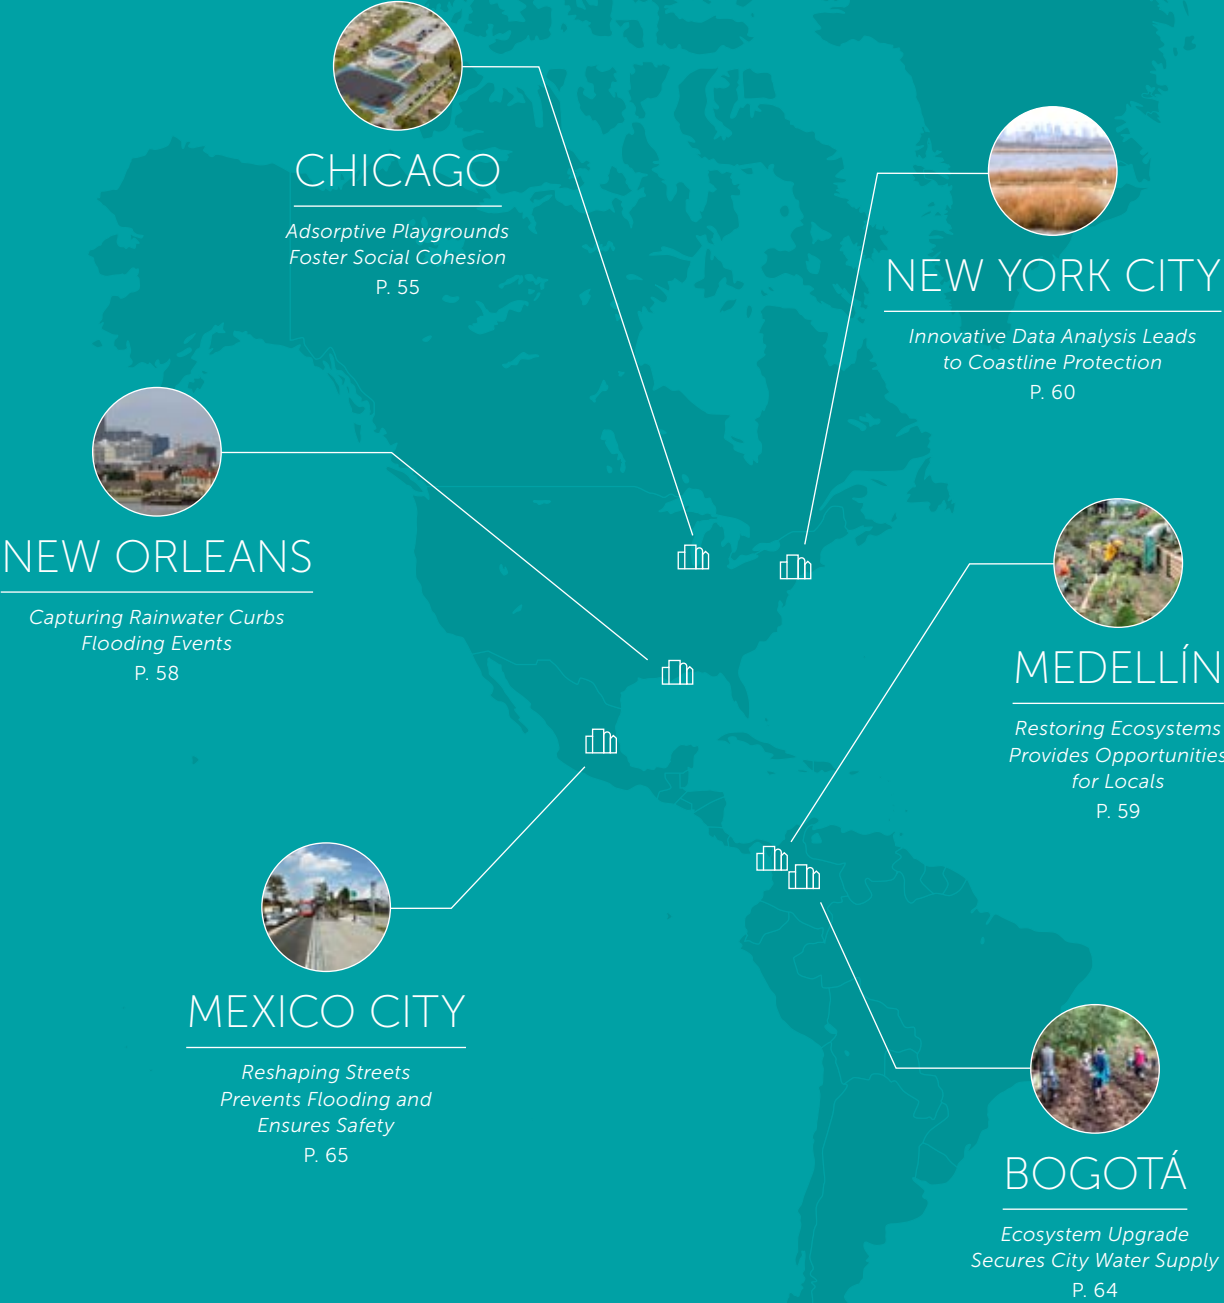 CHICAGO
Adsorptive Playgrounds
Foster Social Cohesion
P. 55
NEW YORK CITY
Innovative Data Analysis Leads
to Coastline Protection
P. 60
NEW ORLEANS
Capturing Rainwater Curbs
Flooding Events
P. 58
MEDELLÍN
Restoring Ecosystems
Provides Opportunities
for Locals
P. 59
MEXICO CITY
Reshaping Streets
Prevents Flooding and
Ensures Safety
P. 65
BOGOTÁ
Ecosystem Upgrade
Secures City Water Supply
P. 64